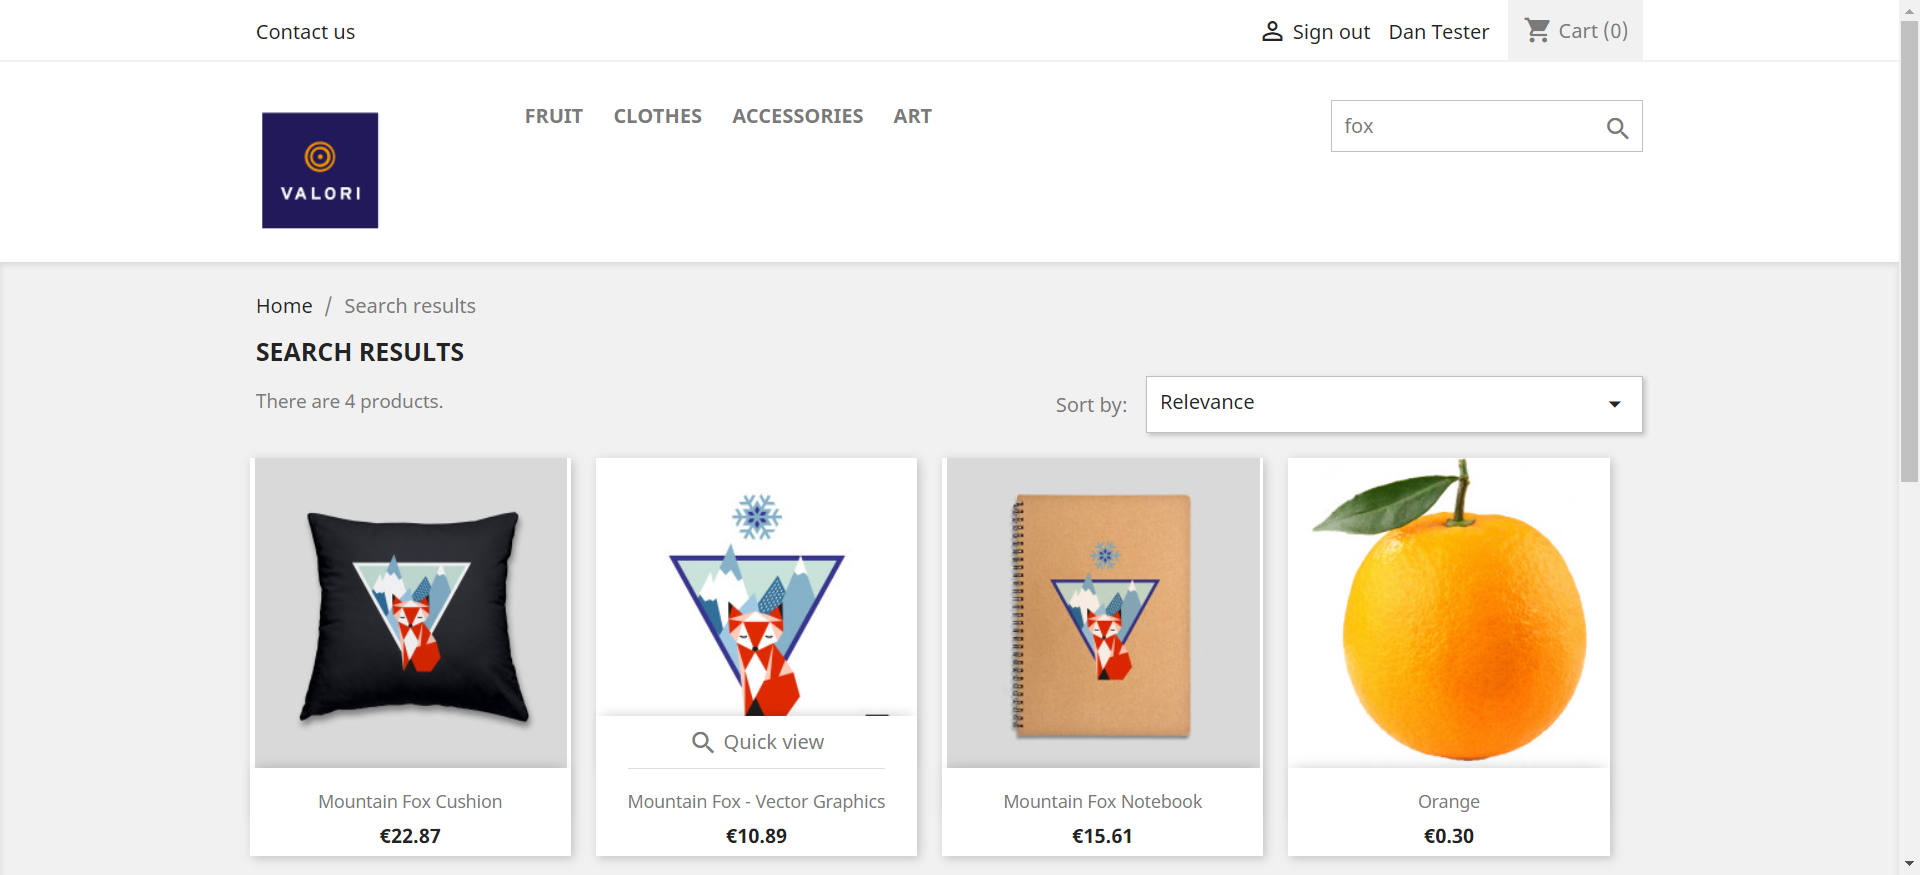 Contact us
Sign out
Dan Tester
Cart (0)
VALORI
FRUIT
CLOTHES
ACCESSORIES
ART
fox
Home / Search results
SEARCH RESULTS
There are 4 products.
Sort by:
Relevance
Quick view
Mountain Fox Cushion
€22.87
Mountain Fox - Vector Graphics
€10.89
Mountain Fox Notebook
€15.61
Orange
€0.30